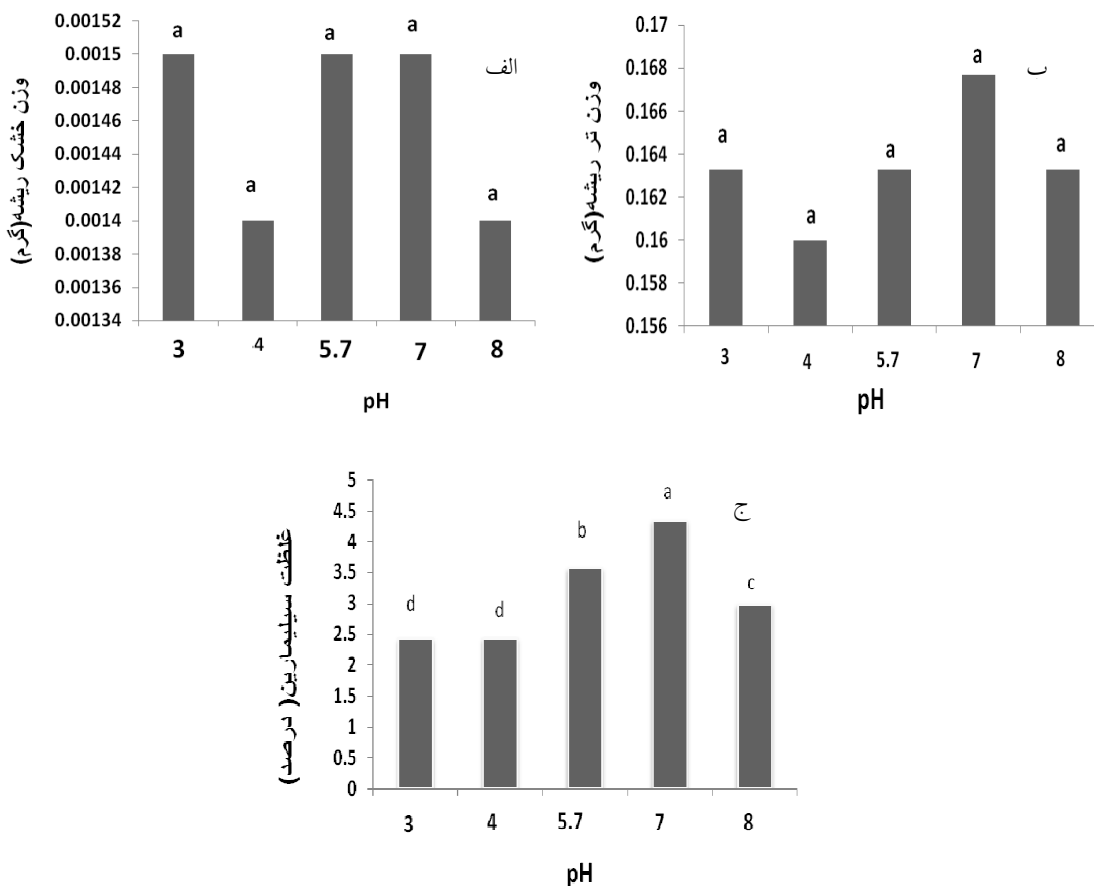 0.00152
0.0015
0.00148
0.00146
0.00144
0.00142
0.0014
0.00138
0.00136
0.00134
وزن خشک ریشه(گرم)
a a a a a
الف
3 4 5.7 7 8
pH
0.17
0.168
0.166
0.164
0.162
0.16
0.158
0.156
وزن تر ریشه(گرم)
a a a a a
ب
3 4 5.7 7 8
pH
5
4.5
4
3.5
3
2.5
2
1.5
1
0.5
0
غلظت سیلیمارین( درصد)
d d b a c
ج
3 4 5.7 7 8
pH